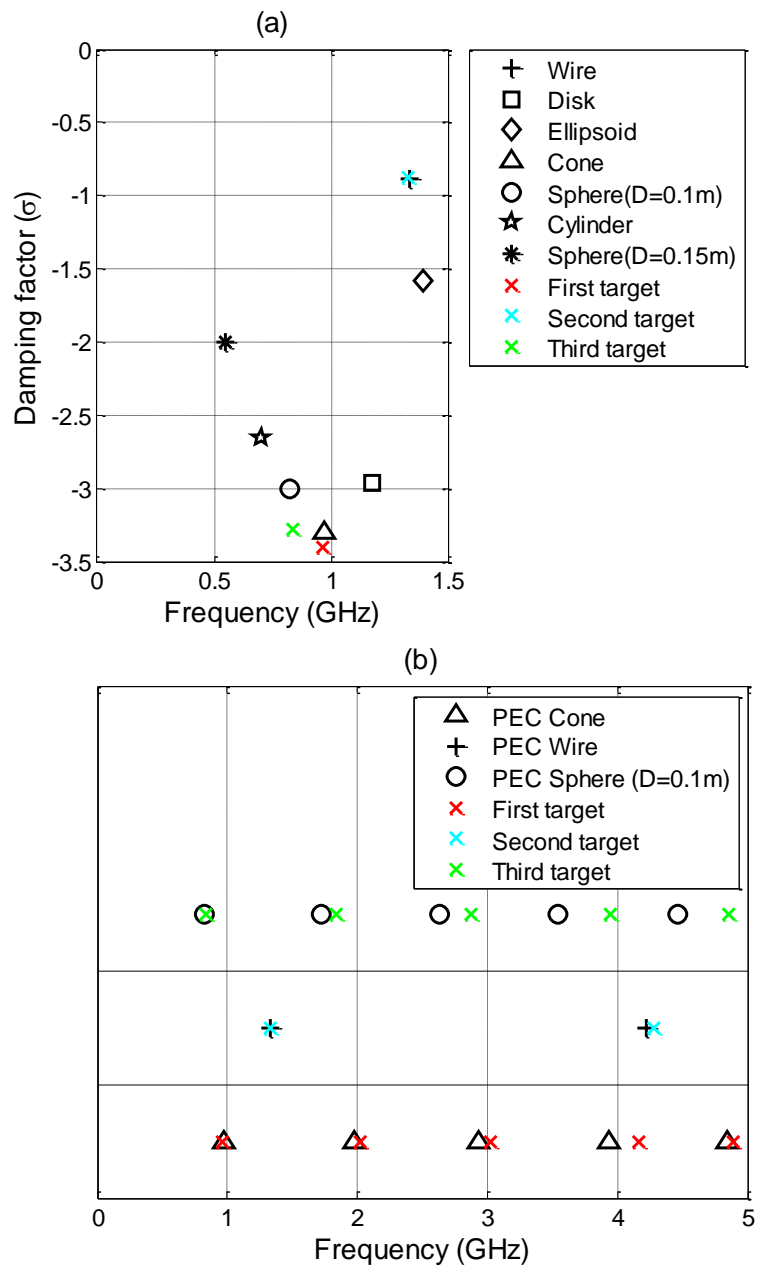 (a)
0
-0.5
-1
-1.5
-2
-2.5
-3
-3.5
Damping factor (σ)
0 0.5 1 1.5
Frequency (GHz)
Wire
Disk
Ellipsoid
Cone
Sphere(D=0.1m)
Cylinder
Sphere(D=0.15m)
First target
Second target
Third target
(b)
PEC Cone
PEC Wire
PEC Sphere (D=0.1m)
First target
Second target
Third target
0 1 2 3 4 5
Frequency (GHz)